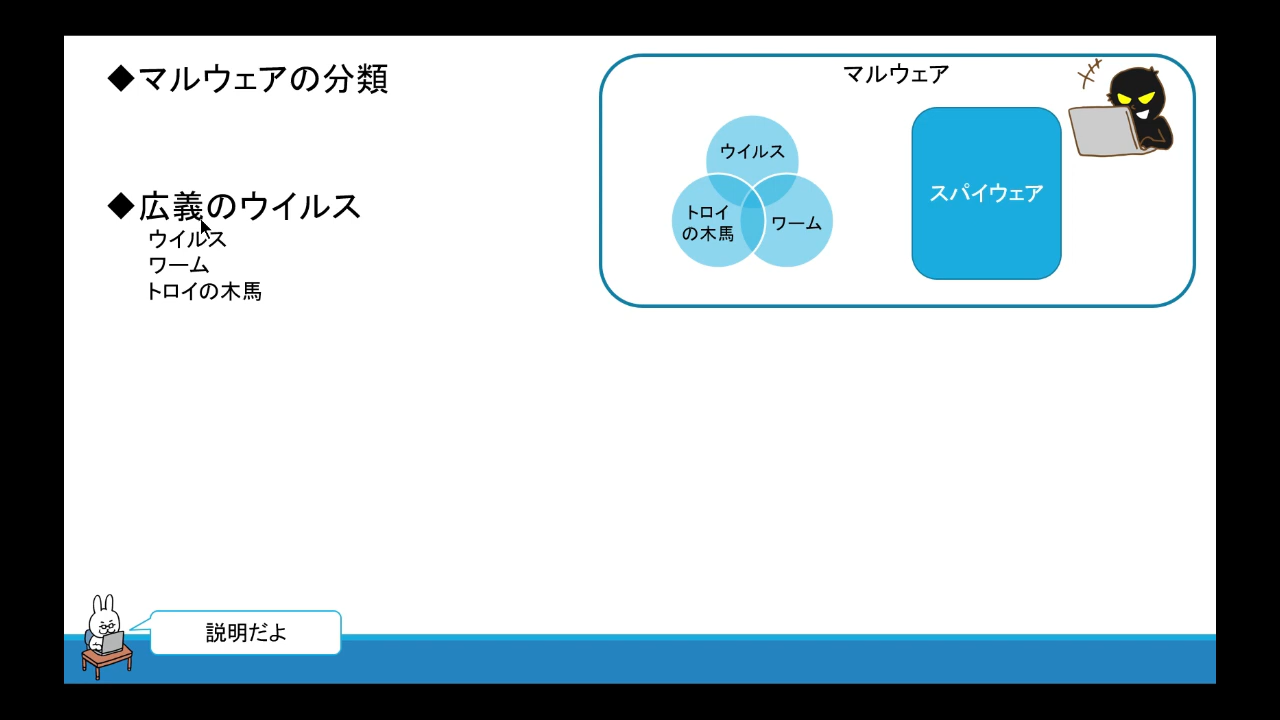 ◆マルウェアの分類
◆広義のウイルス
ウイルス
ワーム
トロイの木馬
マルウェア
ウイルス
トロイ
の木馬
ワーム
スパイウェア
説明だよ